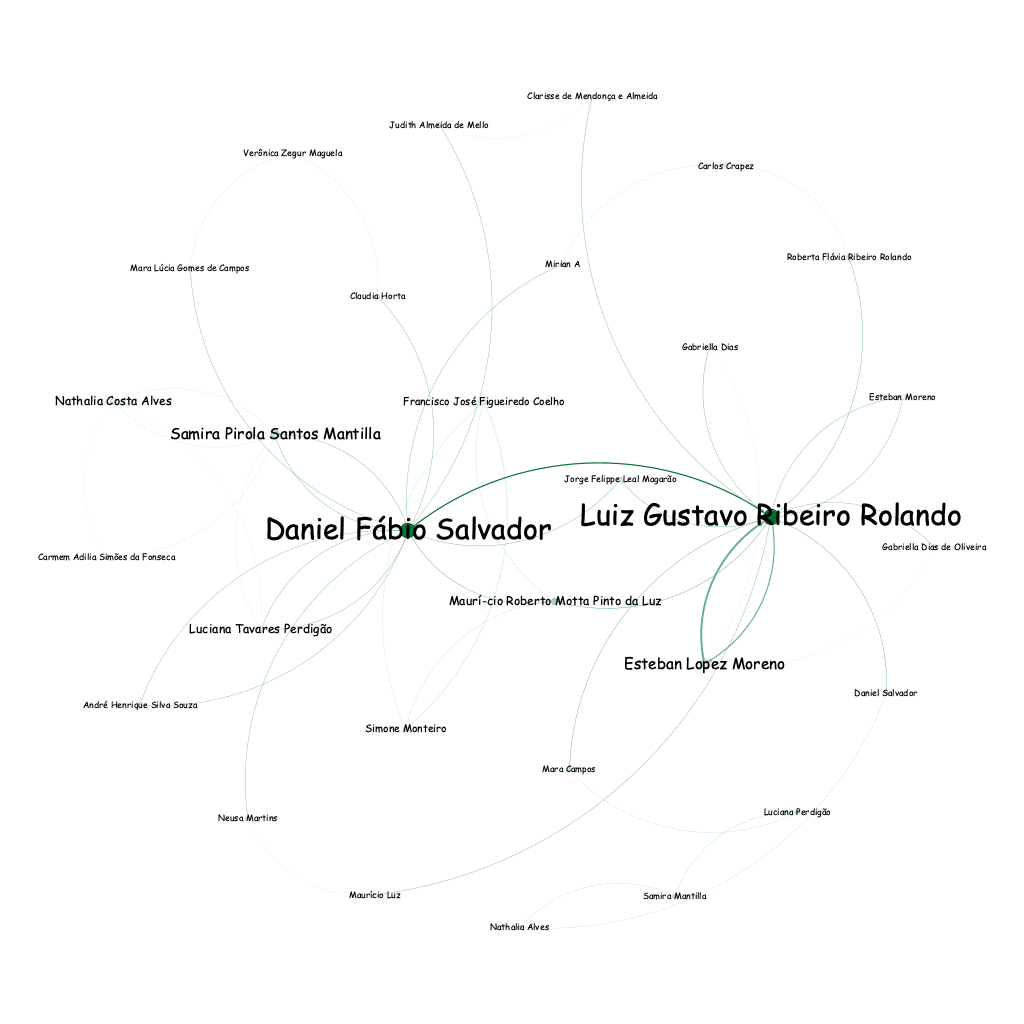 Clarisse de Mendonça e Almeida
Judith Almeida de Mello
Verônica Zegur Maguela
Carlos Crapez
Roberta Flávia Ribeiro Rolando
Mirian A
Mara Lúcia Gomes de Campos
Claudia Horta
Gabriella Dias
Esteban Moreno
Nathalia Costa Alves
Francisco José Figueiredo Coelho
Samira Pirola Santos Mantilla
Jorge Felippe Leal Magarão
Luiz Gustavo Ribeiro Rolando
Daniel Fábio Salvador
Gabriella Dias de Oliveira
Carmem Adilia Simões da Fonseca
Maurí-cio Roberto Motta Pinto da Luz
Luciana Tavares Perdigão
Esteban Lopez Moreno
Daniel Salvador
André Henrique Silva Souza
Simone Monteiro
Mara Campos
Luciana Perdigão
Neusa Martins
Maurício Luz
Samira Mantilla
Nathalia Alves